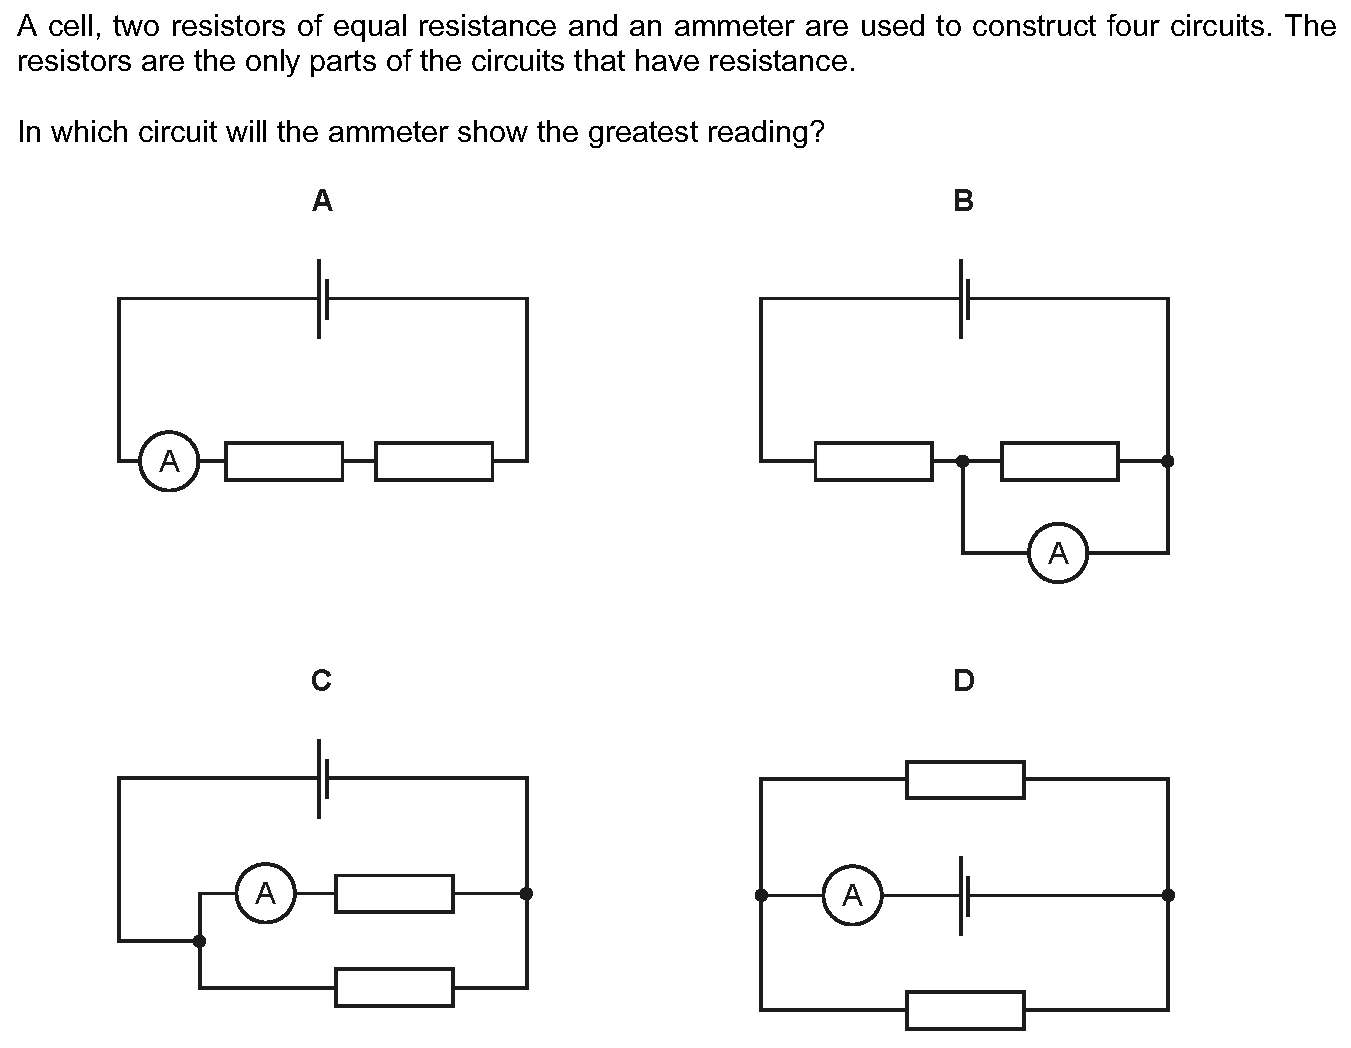 A cell, two resistors of equal resistance and an ammeter are used to construct four circuits. The
resistors are the only parts of the circuits that have resistance.
In which circuit will the ammeter show the greatest reading?
A
B
A
A
C
D
A
A